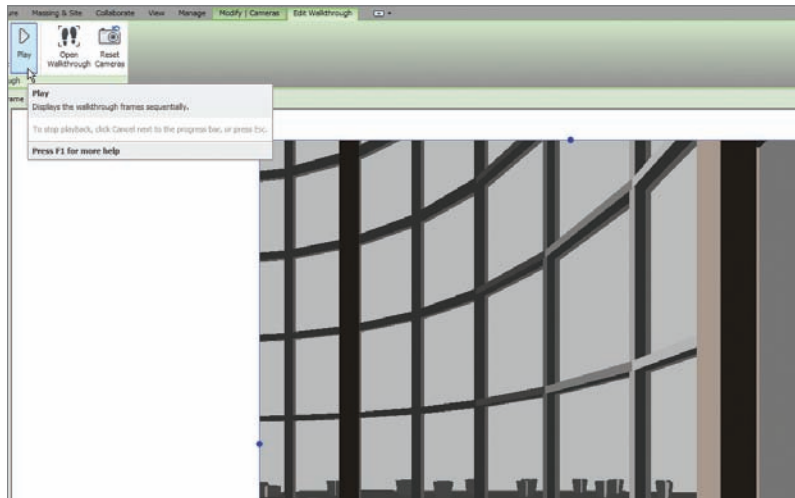 Massing & Site Collaborate View Manage Modify | Cameras Edit Walkthrough
Play Open Walkthrough Reset Cameras
Play
Displays the walkthrough frames sequentially.
To stop playback, click Cancel next to the progress bar, or press Esc.
Press F1 for more help